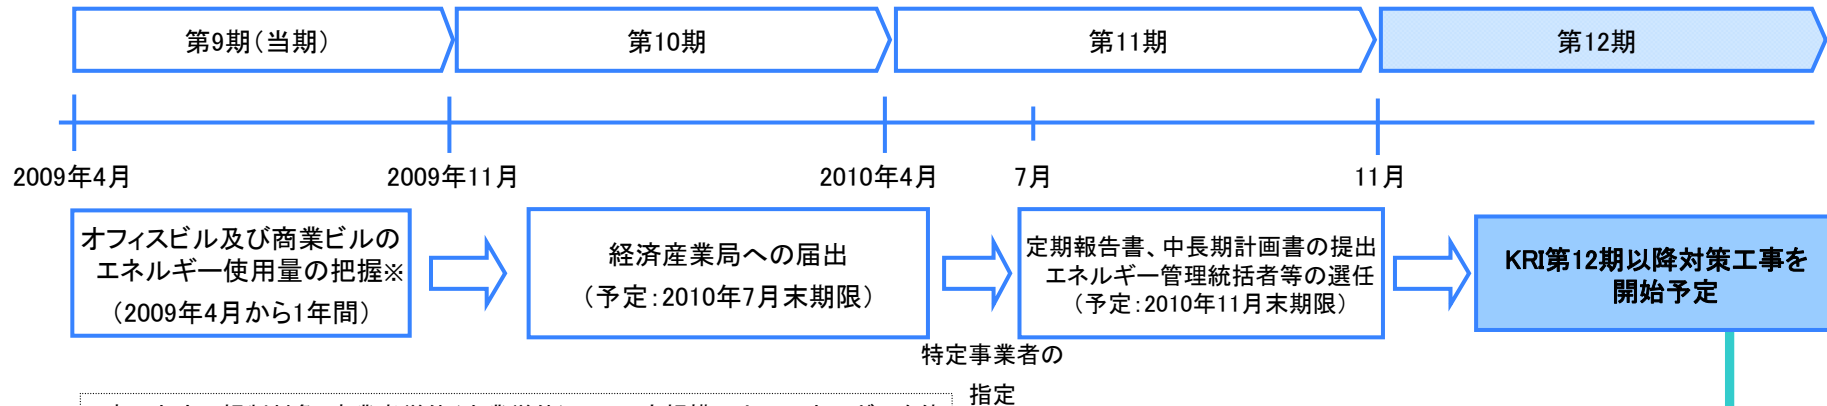 第9期（当期）
第10期
第11期
第12期
2009年4月
2009年11月
2010年4月
7月
11月
オフィスビル及び商業ビルの
エネルギー使用量の把握※
（2009年4月から1年間）
経済産業局への届出
（予定：2010年7月末期限）
定期報告書、中長期計画書の提出
エネルギー管理統括者等の選任
（予定：2010年11月末期限）
KRI第12期以降対策工事を
開始予定
特定事業者の
指定